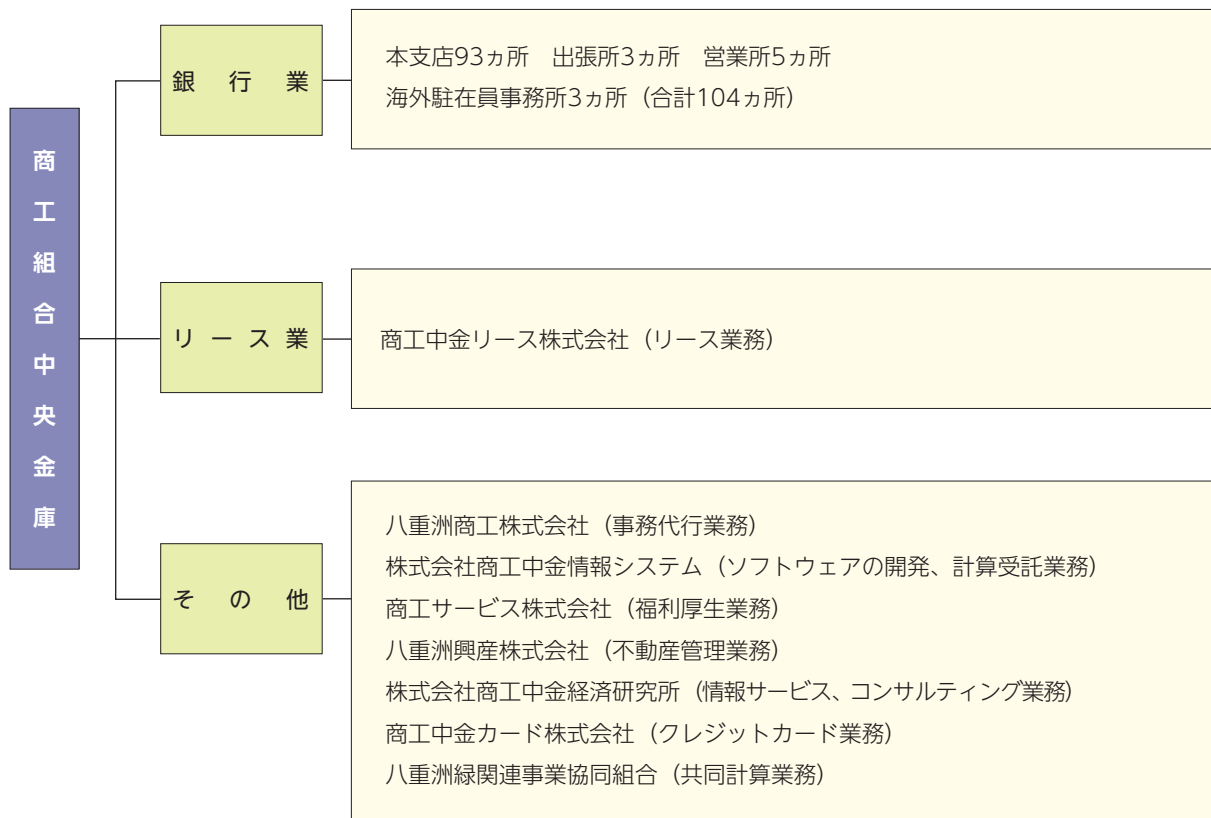 商工組合中央金庫
銀行業
本支店93ヵ所　出張所3ヵ所　営業所5ヵ所
海外駐在員事務所3ヵ所（合計104ヵ所）
リース業
商工中金リース株式会社（リース業務）
その他
八重洲商工株式会社（事務代行業務）
株式会社商工中金情報システム（ソフトウェアの開発、計算受託業務）
商工サービス株式会社（福利厚生業務）
八重洲興産株式会社（不動産管理業務）
株式会社商工中金経済研究所（情報サービス、コンサルティング業務）
商工中金カード株式会社（クレジットカード業務）
八重洲緑関連事業協同組合（共同計算業務）